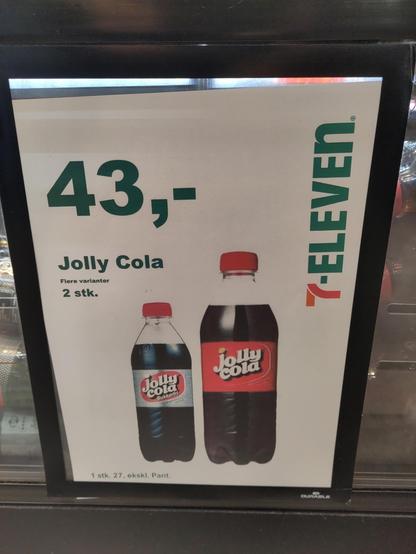 43,-
7-ELEVEN®
Jolly Cola
Flere varianter
2 stk.
jolly
cola
jolly
cola
Sukkerfri
1 stk. 27, ekskl. Pant.
DURABLE